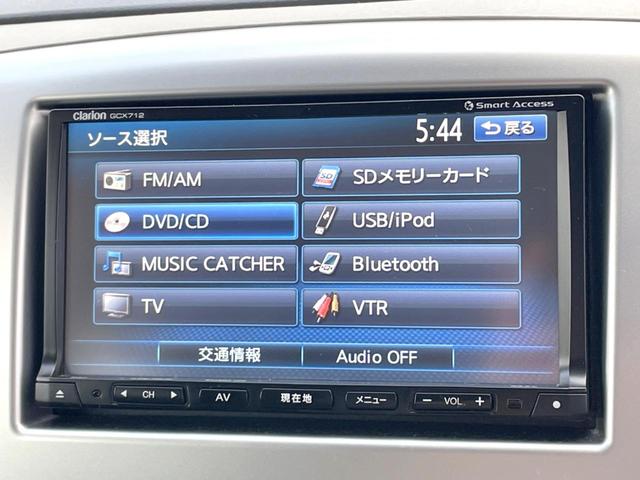 clarion GCX712
Smart Access
ソース選択
5:44
戻る
FM/AM
SDメモリーカード
DVD/CD
USB/iPod
MUSIC CATCHER
Bluetooth
TV
VTR
交通情報
Audio OFF
CH
AV
現在地
メニュー
− VOL +